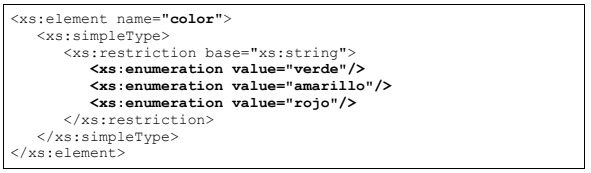 <xs:element name="color">
<xs:simpleType>
<xs:restriction base="xs:string">
<xs:enumeration value="verde"/>
<xs:enumeration value="amarillo"/>
<xs:enumeration value="rojo"/>
</xs:restriction>
</xs:simpleType>
</xs:element>